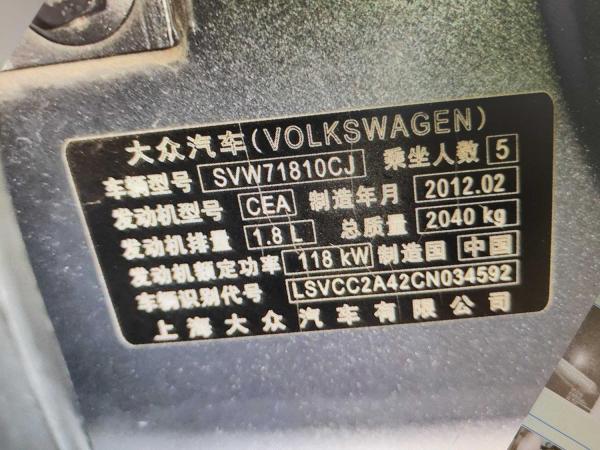 大众汽车(VOLKSWAGEN)
车辆型号 SVW71810CJ 乘坐人数 5
发动机型号 CEA 制造年月 2012.02
发动机排量 1.8 L 总质量 2040 kg
发动机额定功率 118 kW 制造国 中国
车辆识别代号 LSVCC2A42CN034592
上海大众汽车有限公司